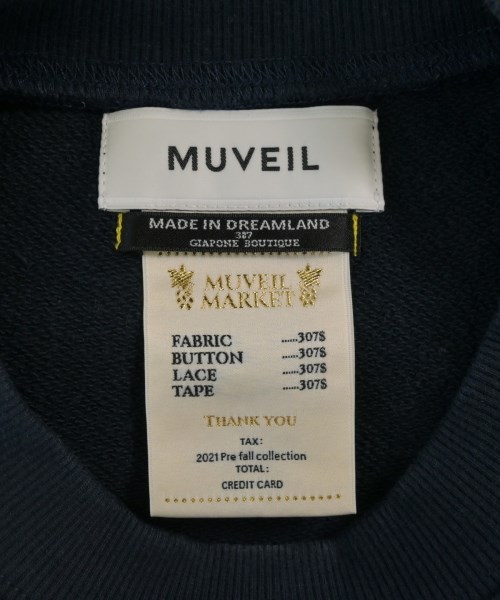 MUVEIL
MADE IN DREAMLAND
307
GIAPONE BOUTIQUE
MUVEIL
MARKET
FABRIC ......307$
BUTTON ......307$
LACE ......307$
TAPE ......307$
THANK YOU
TAX:
2021 Pre fall collection
TOTAL:
CREDIT CARD